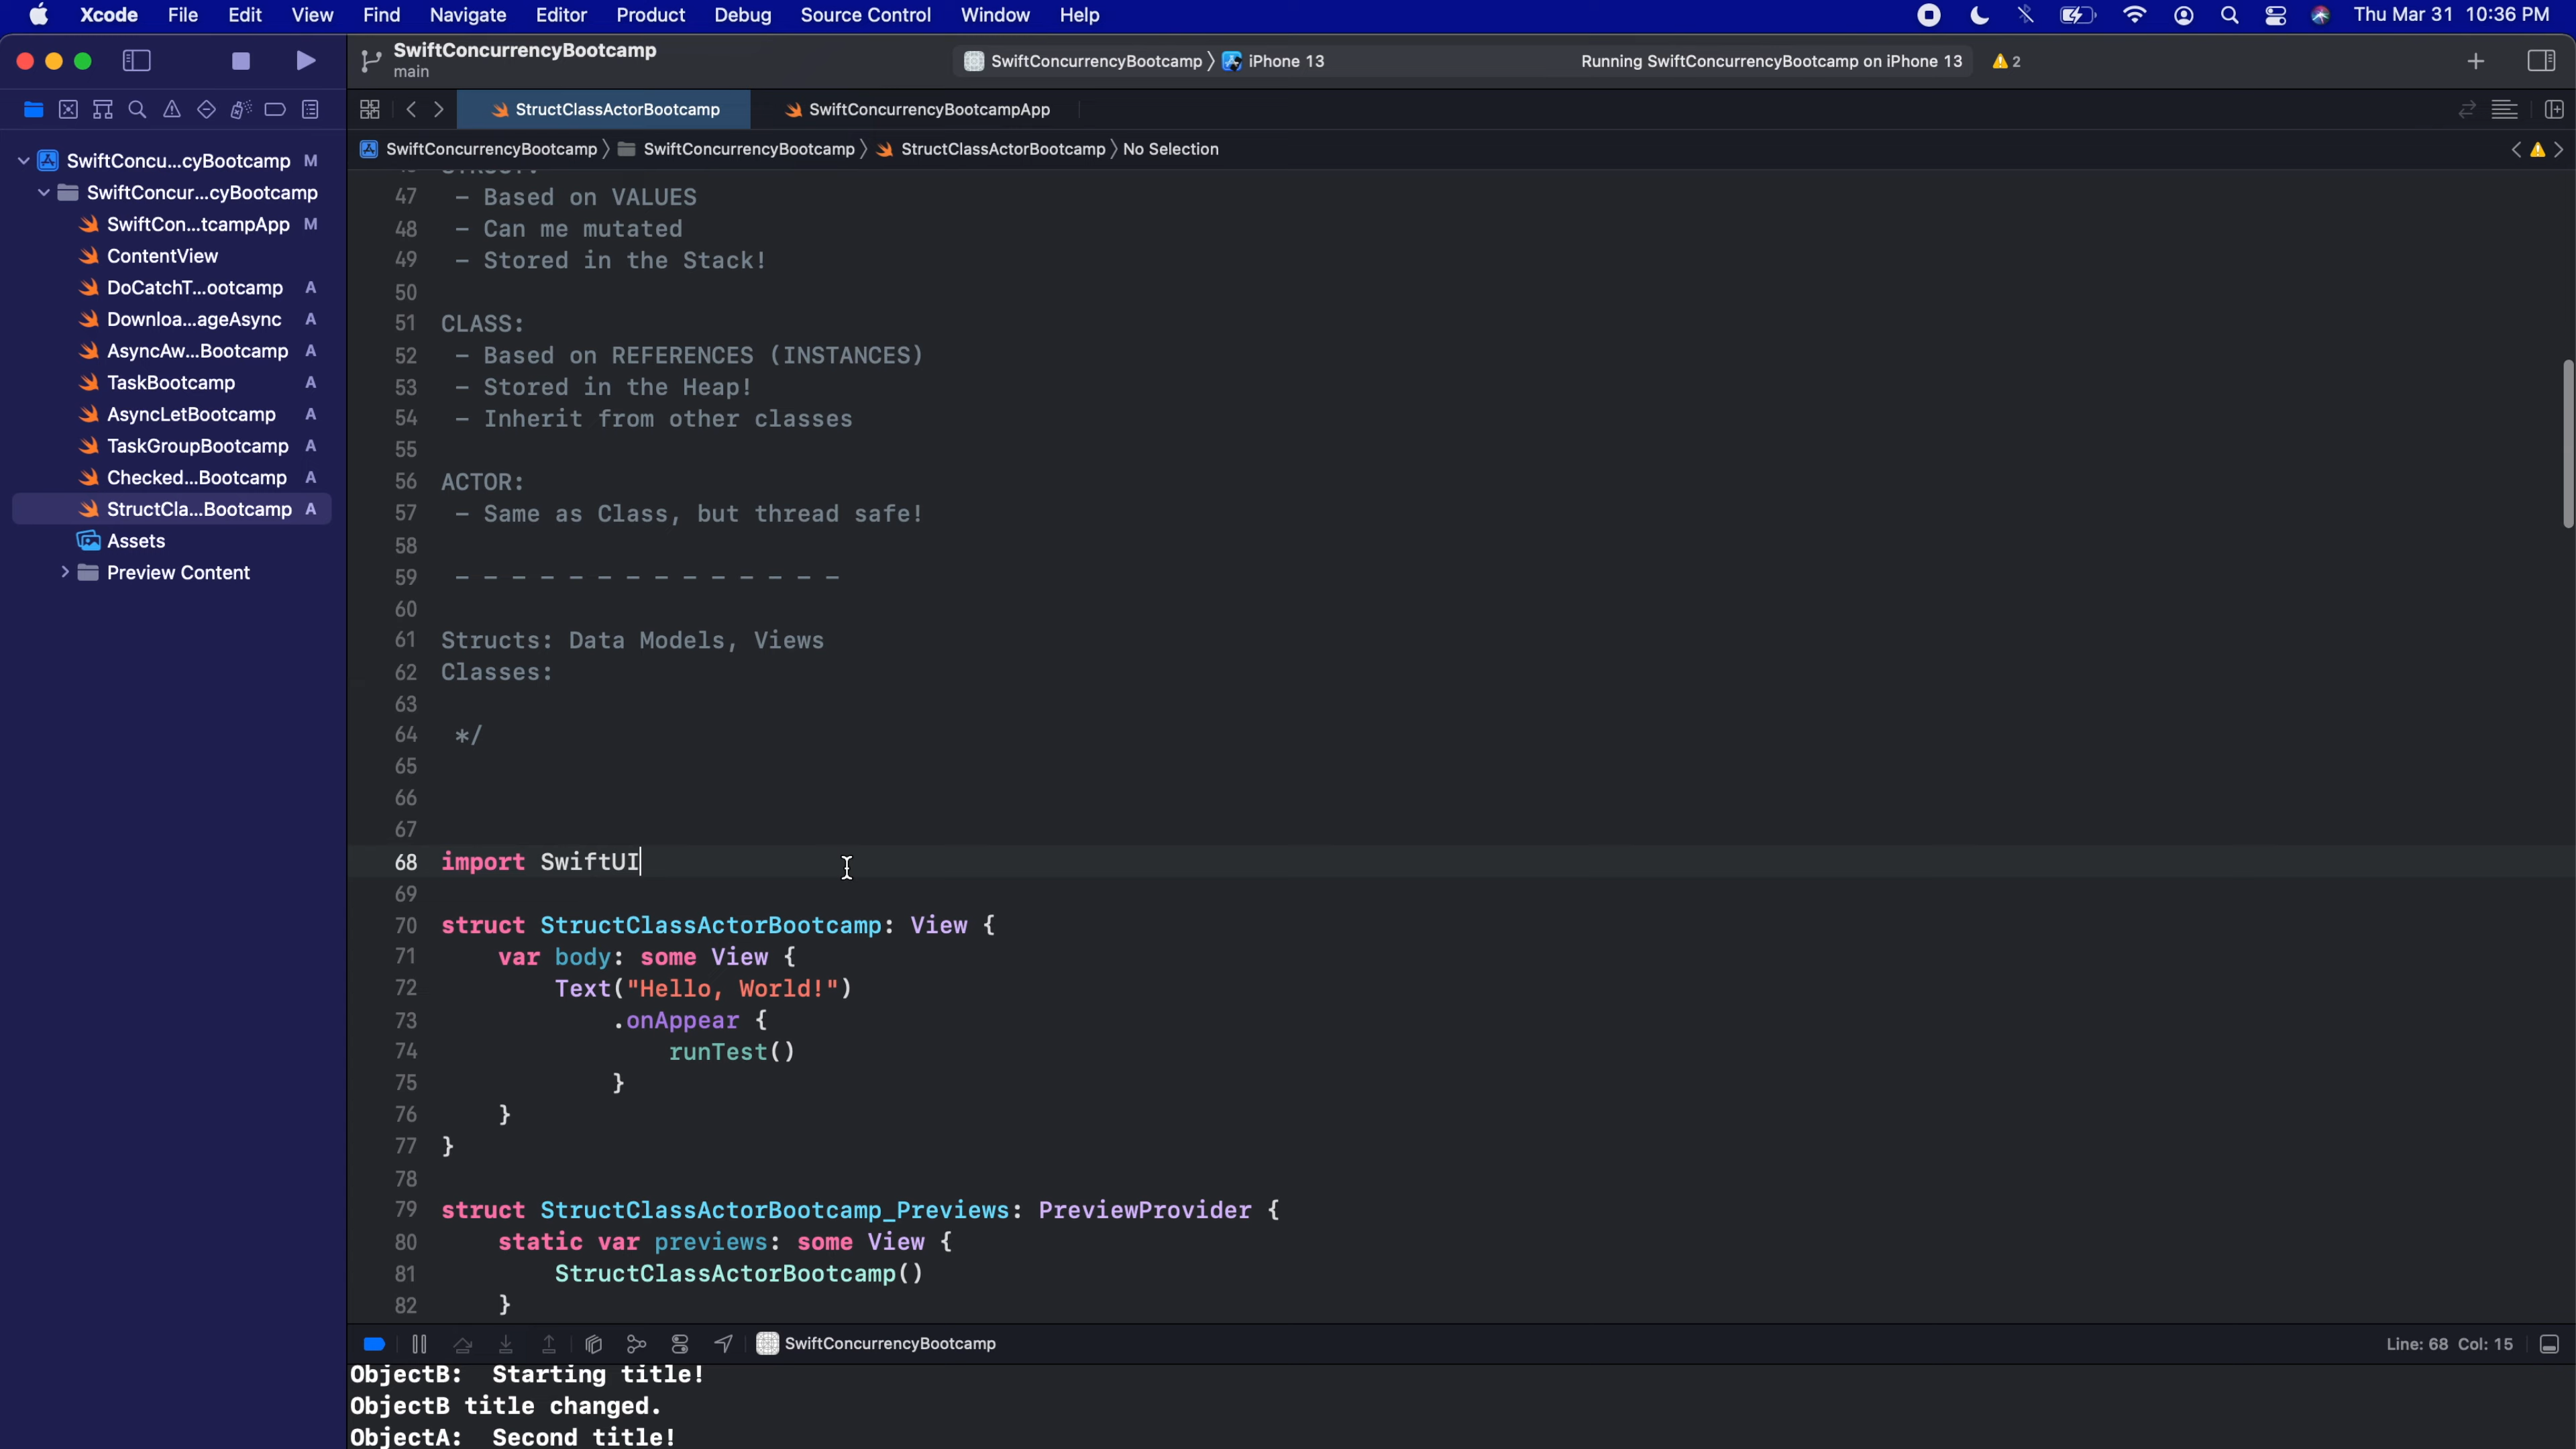 Xcode File Edit View Find Navigate Editor Product Debug Source Control Window Help Thu Mar 31 10:36 PM
SwiftConcurrencyBootcamp
main
SwiftConcurrencyBootcamp iPhone 13 Running SwiftConcurrencyBootcamp on iPhone 13 2
StructClassActorBootcamp SwiftConcurrencyBootcampApp
SwiftConcurrencyBootcamp SwiftConcurrencyBootcamp StructClassActorBootcamp No Selection
SwiftConcu...cyBootcamp M
SwiftConcur...cyBootcamp
SwiftCon...tcampApp M
ContentView
DoCatchT...ootcamp A
Downloa...ageAsync A
AsyncAw...Bootcamp A
TaskBootcamp A
AsyncLetBootcamp A
TaskGroupBootcamp A
Checked...Bootcamp A
StructCla...Bootcamp A
Assets
Preview Content
47 - Based on VALUES
48 - Can me mutated
49 - Stored in the Stack!
50
51 CLASS:
52 - Based on REFERENCES (INSTANCES)
53 - Stored in the Heap!
54 - Inherit from other classes
55
56 ACTOR:
57 - Same as Class, but thread safe!
58
59 - - - - - - - - - - - - - -
60
61 Structs: Data Models, Views
62 Classes:
63
64 */
65
66
67
68 import SwiftUI
69
70 struct StructClassActorBootcamp: View {
71 var body: some View {
72 Text("Hello, World!")
73 .onAppear {
74 runTest()
75 }
76 }
77 }
78
79 struct StructClassActorBootcamp_Previews: PreviewProvider {
80 static var previews: some View {
81 StructClassActorBootcamp()
82 }
SwiftConcurrencyBootcamp Line: 68 Col: 15
ObjectB: Starting title!
ObjectB title changed.
ObjectA: Second title!